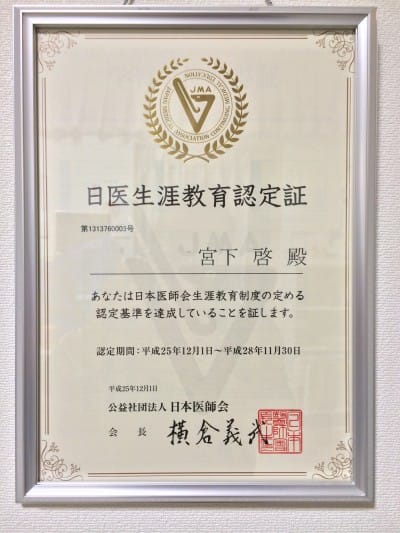 JAPAN MEDICAL ASSOCIATION CONTINUING MEDICAL EDUCATION
JMA
日医生涯教育認定証
第1313760003号
宮下 啓 殿
あなたは日本医師会生涯教育制度の定める
認定基準を達成していることを証します。
認定期間：平成25年12月1日～平成28年11月30日
平成25年12月1日
公益社団法人 日本医師会
会 長 横倉義武